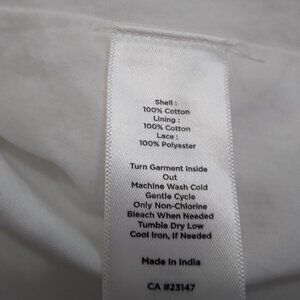 Shell :
100% Cotton
Lining :
100% Cotton
Lace :
100% Polyester
Turn Garment Inside
Out
Machine Wash Cold
Gentle Cycle
Only Non-Chlorine
Bleach When Needed
Tumble Dry Low
Cool Iron, If Needed
Made In India
CA #23147